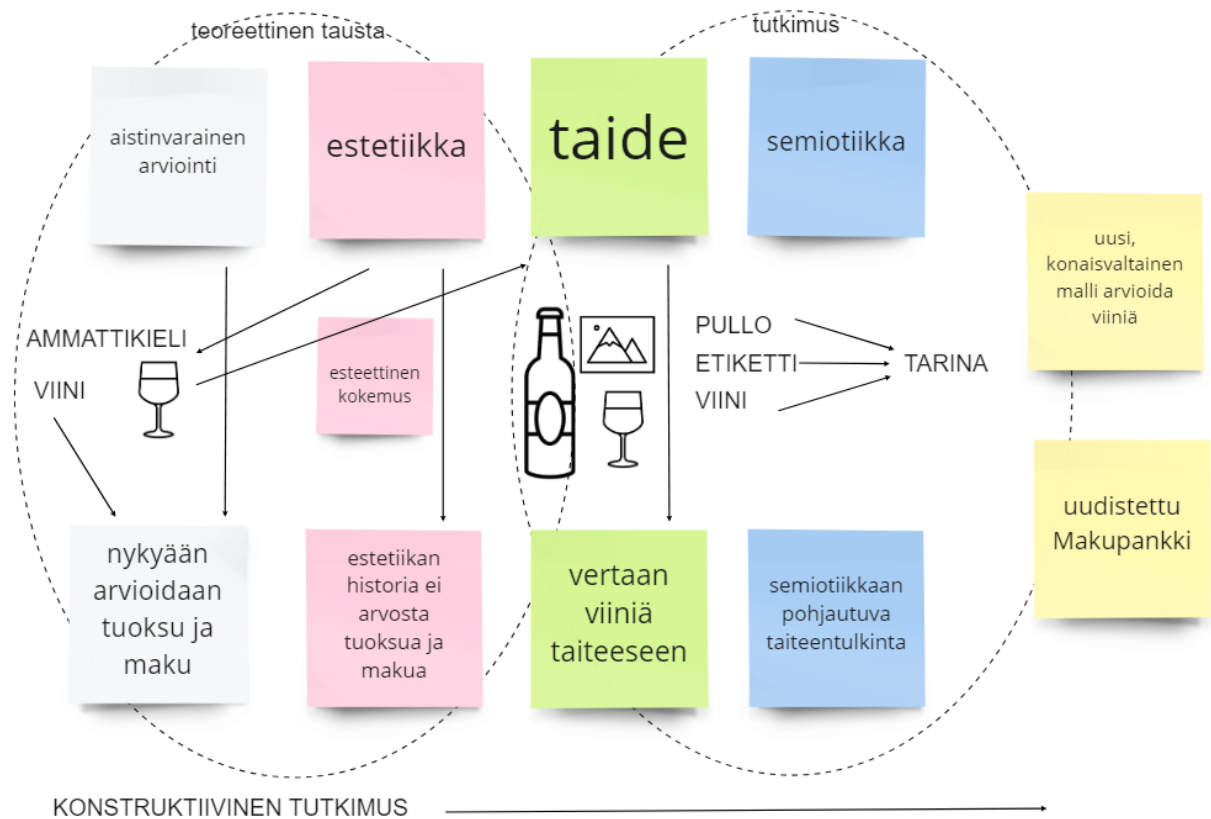 teoreettinen tausta
tutkimus
aistinvarainen
arviointi
estetiikka
taide
semiotiikka
uusi,
konaisvaltainen
malli arvioida
viiniä
AMMATTIKIELI
VIINI
esteettinen
kokemus
PULLO
ETIKETTI
VIINI
TARINA
nykyään
arvioidaan
tuoksu ja
maku
estetiikan
historia ei
arvosta
tuoksua ja
makua
vertaan
viiniä
taiteeseen
semiotiikkaan
pohjautuva
taiteentulkinta
uudistettu
Makupankki
KONSTRUKTIIVINEN TUTKIMUS